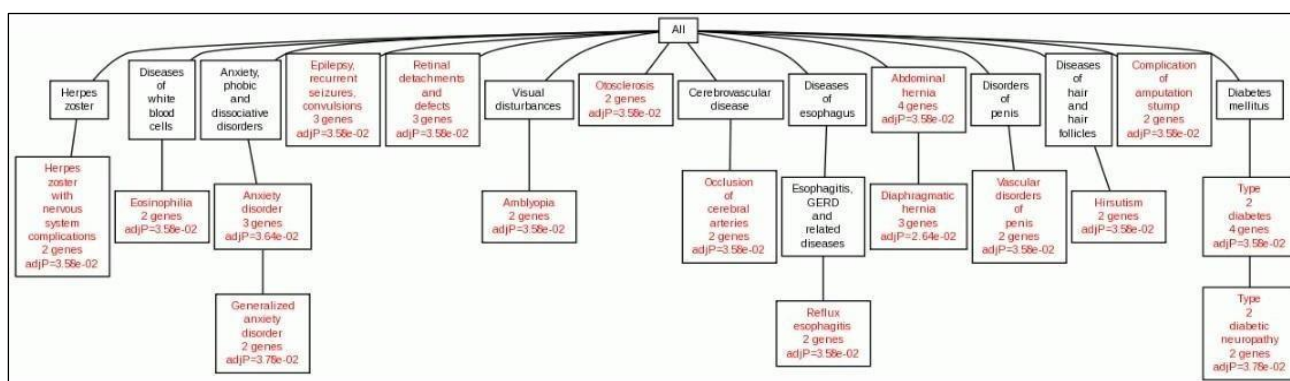 All
Herpes
zoster
Diseases
of
white
blood
cells
Anxiety,
phobic
and
dissociative
disorders
Epilepsy,
recurrent
seizures,
convulsions
3 genes
adjP=3.58e-02
Retinal
detachments
and
defects
3 genes
adjP=3.58e-02
Visual
disturbances
Otosclerosis
2 genes
adjP=3.58e-02
Cerebrovascular
disease
Diseases
of
esophagus
Abdominal
hernia
4 genes
adjP=3.58e-02
Disorders
of
penis
Diseases
of
hair
and
hair
follicles
Complication
of
amputation
stump
2 genes
adjP=3.58e-02
Diabetes
mellitus
Herpes
zoster
with
nervous
system
complications
2 genes
adjP=3.58e-02
Eosinophilia
2 genes
adjP=3.58e-02
Anxiety
disorder
3 genes
adjP=3.64e-02
Amblyopia
2 genes
adjP=3.58e-02
Occlusion
of
cerebral
arteries
2 genes
adjP=3.58e-02
Esophagitis,
GERD
and
related
diseases
Diaphragmatic
hernia
3 genes
adjP=2.64e-02
Vascular
disorders
of
penis
2 genes
adjP=3.58e-02
Hirsutism
2 genes
adjP=3.58e-02
Type
2
diabetes
4 genes
adjP=3.58e-02
Generalized
anxiety
disorder
2 genes
adjP=3.78e-02
Reflux
esophagitis
2 genes
adjP=3.58e-02
Type
2
diabetic
neuropathy
2 genes
adjP=3.78e-02